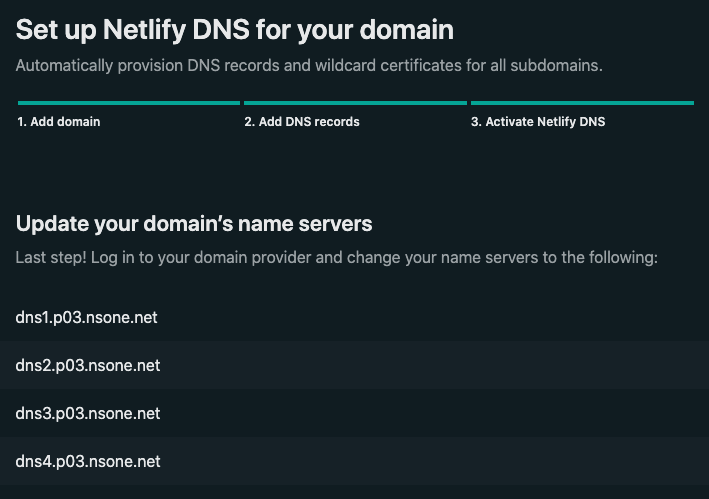 Set up Netlify DNS for your domain
Automatically provision DNS records and wildcard certificates for all subdomains.
1. Add domain
2. Add DNS records
3. Activate Netlify DNS
Update your domain’s name servers
Last step! Log in to your domain provider and change your name servers to the following:
dns1.p03.nsone.net
dns2.p03.nsone.net
dns3.p03.nsone.net
dns4.p03.nsone.net